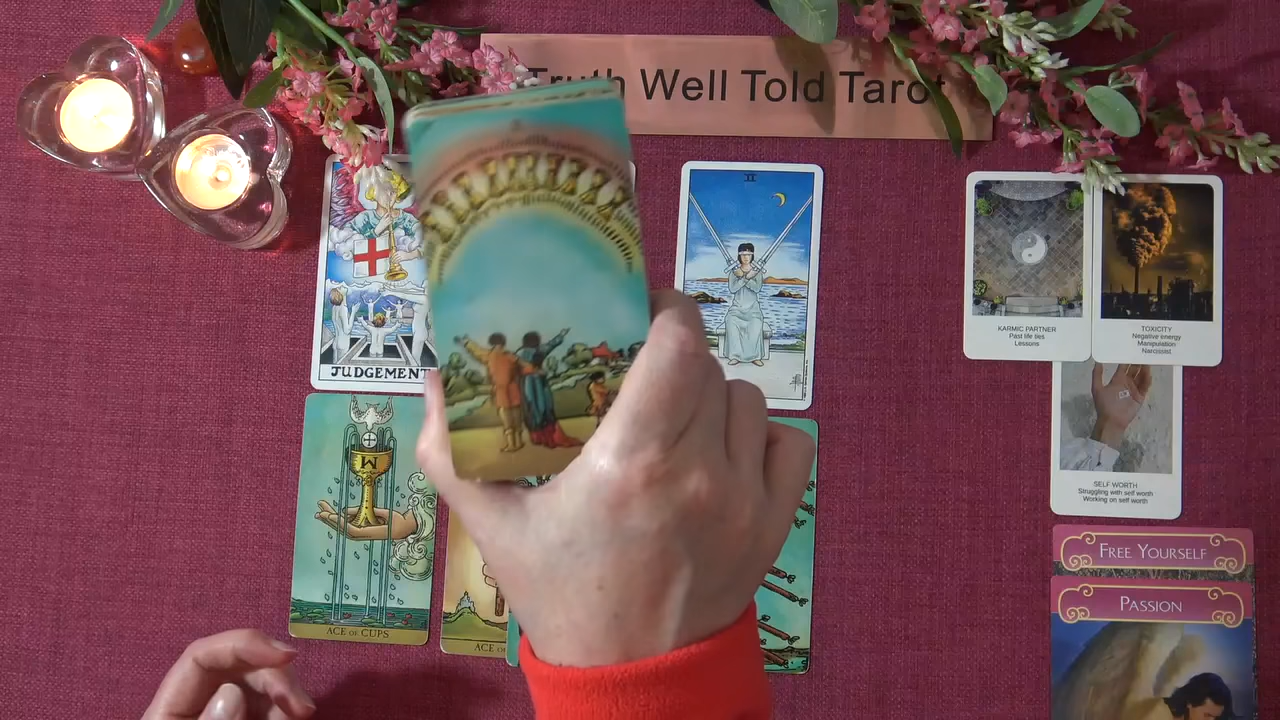 Truth Well Told Tarot
II
JUDGEMENT
KARMIC PARTNER
Past life ties
Lessons
TOXICITY
Negative energy
Manipulation
Narcissist
SELF WORTH
Struggling with self worth
Working on self worth
FREE YOURSELF
PASSION
ACE OF CUPS
ACE